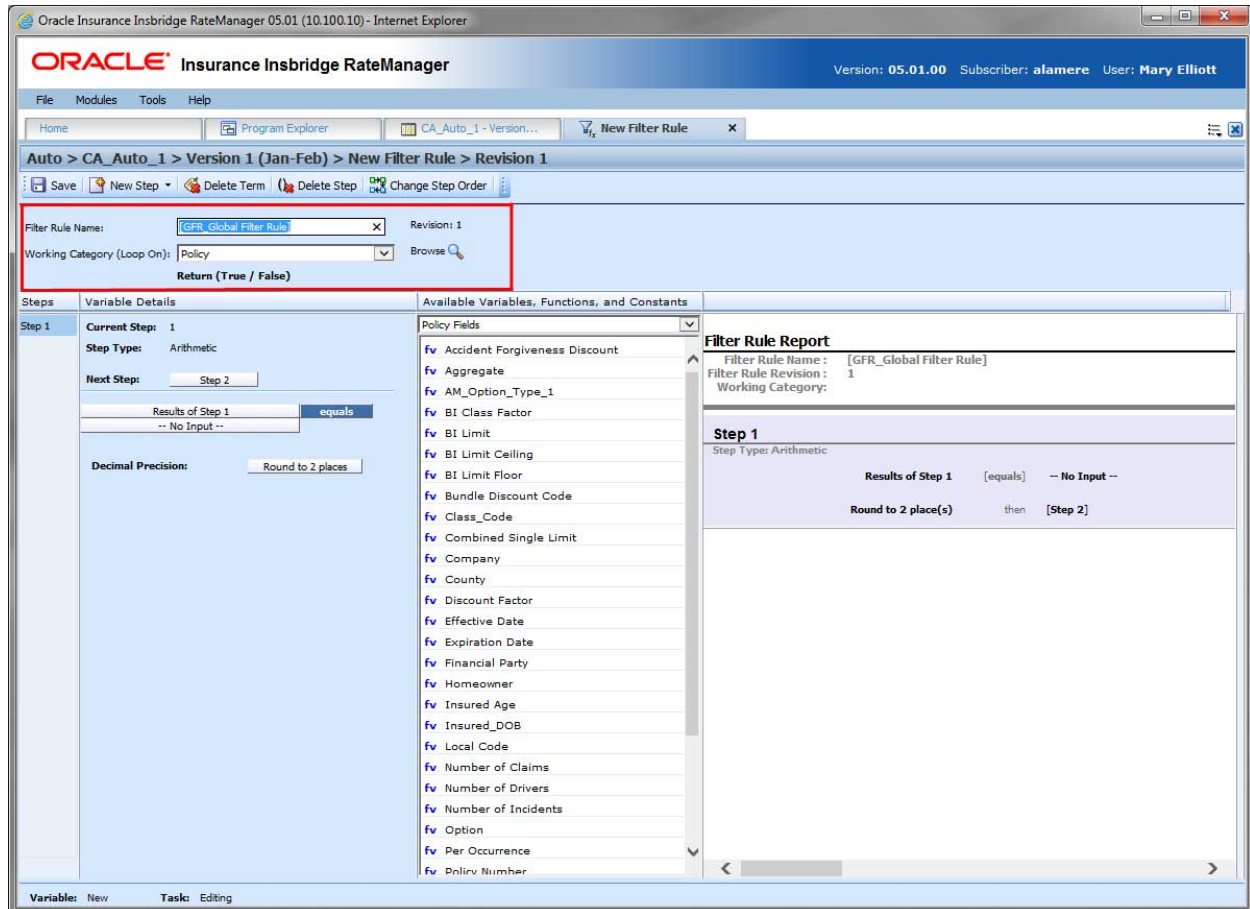 Oracle Insurance Insbridge RateManager 05.01 (10.100.10) - Internet Explorer
ORACLE Insurance Insbridge RateManager
Version: 05.01.00 Subscriber: alamere User: Mary Elliott
File Modules Tools Help
Home Program Explorer CA_Auto_1 - Version... New Filter Rule x
Auto > CA_Auto_1 > Version 1 (Jan-Feb) > New Filter Rule > Revision 1
Save New Step Delete Term Delete Step Change Step Order
Filter Rule Name: [GFR_Global Filter Rule] x Revision: 1
Working Category (Loop On): Policy Browse
Return (True / False)
Steps Variable Details Available Variables, Functions, and Constants
Step 1
Current Step: 1
Step Type: Arithmetic
Next Step: Step 2
Results of Step 1 equals
-- No Input --
Decimal Precision: Round to 2 places
Policy Fields
fv Accident Forgiveness Discount
fv Aggregate
fv AM_Option_Type_1
fv BI Class Factor
fv BI Limit
fv BI Limit Ceiling
fv BI Limit Floor
fv Bundle Discount Code
fv Class_Code
fv Combined Single Limit
fv Company
fv County
fv Discount Factor
fv Effective Date
fv Expiration Date
fv Financial Party
fv Homeowner
fv Insured Age
fv Insured_DOB
fv Local Code
fv Number of Claims
fv Number of Drivers
fv Number of Incidents
fv Option
fv Per Occurrence
fv Policy Number
Filter Rule Report
Filter Rule Name : [GFR_Global Filter Rule]
Filter Rule Revision : 1
Working Category:
Step 1
Step Type: Arithmetic
Results of Step 1 [equals] -- No Input --
Round to 2 place(s) then [Step 2]
Variable: New Task: Editing